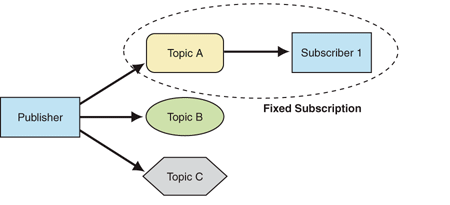 Topic A
Subscriber 1
Fixed Subscription
Publisher
Topic B
Topic C